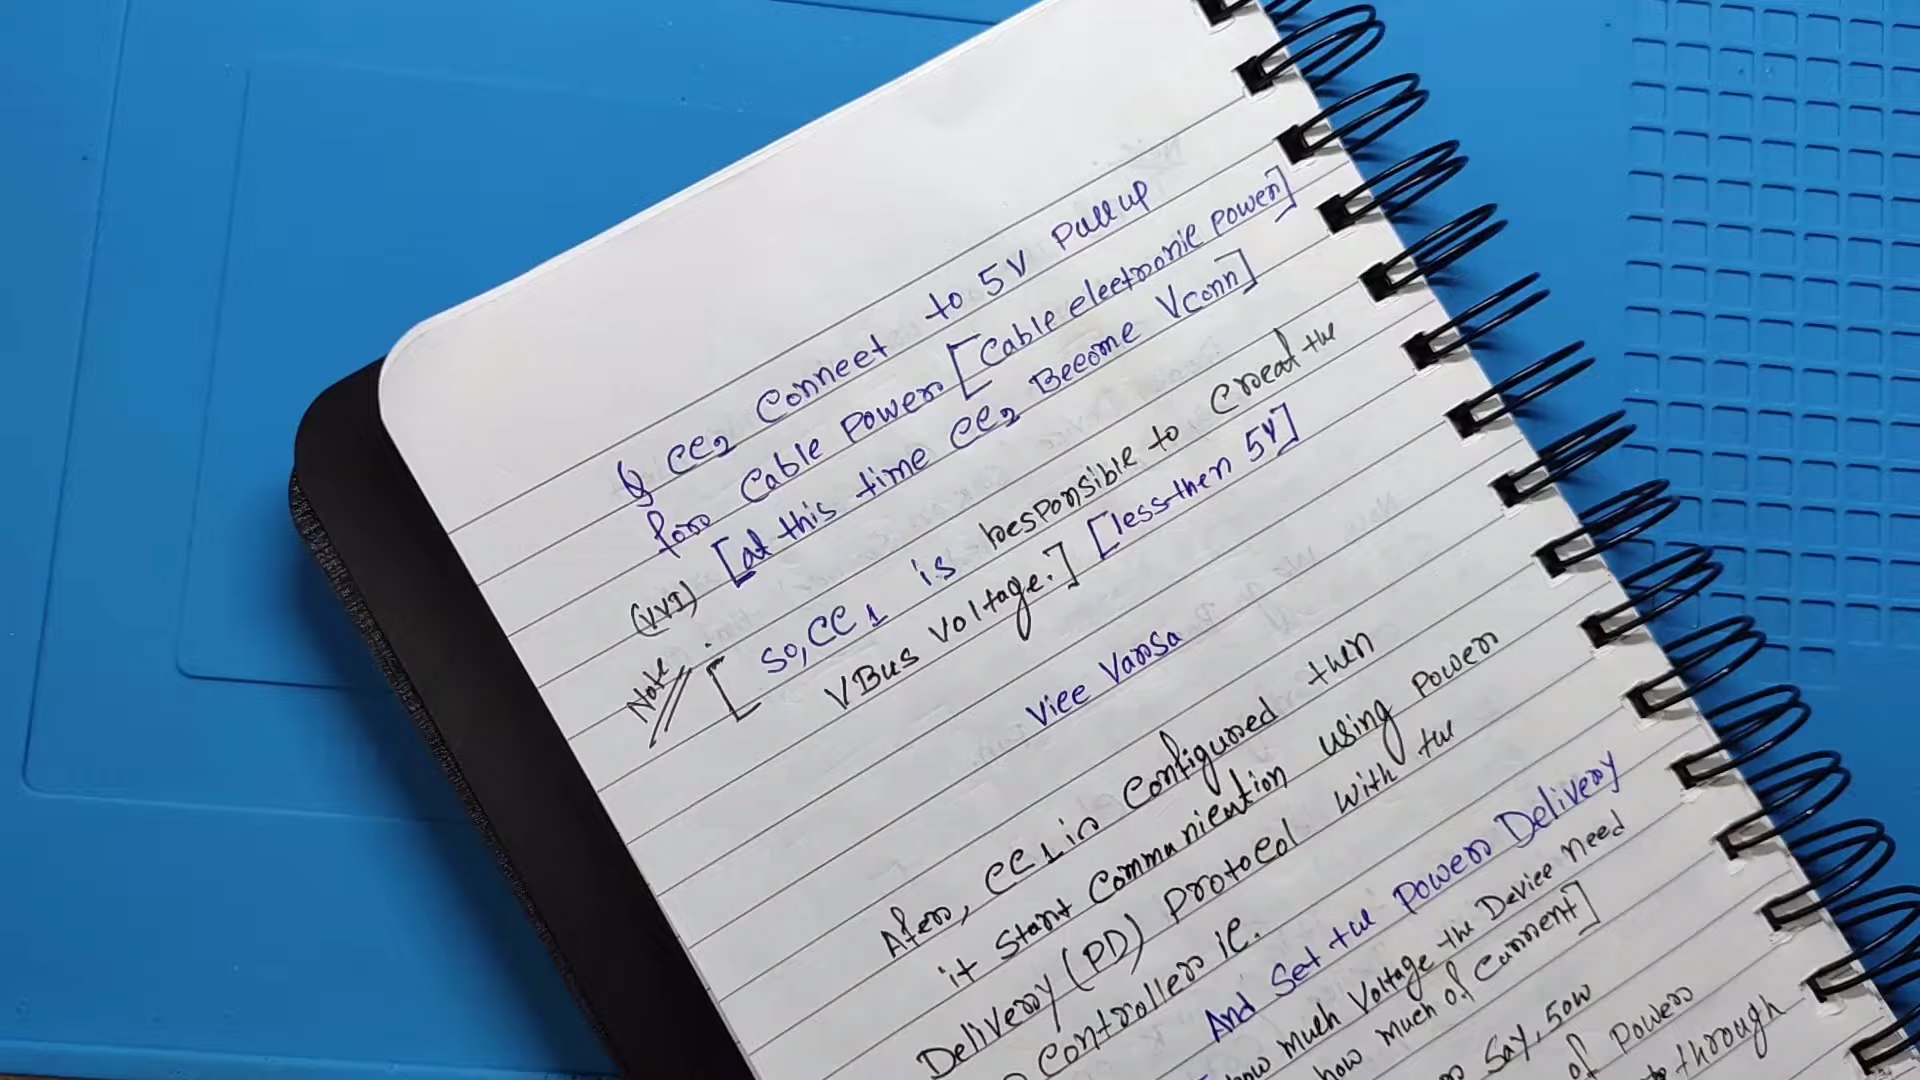 & CC2 Connect to 5V Pull up
for Cable Power [Cable electronic power]
(VVI) [at this time CC2 Become Vconn]
Note: [So, CC1 is responsible to creat the
VBus Voltage.] [less then 5V]
Vice Varsa
After, CC1 is configured then
it Start Communication using Power
Delivery (PD) Protocol with the
Controller ic.
And Set the Power Delivery
how much Voltage the Device need
how much of Current]
Say, 50w
of Power
through